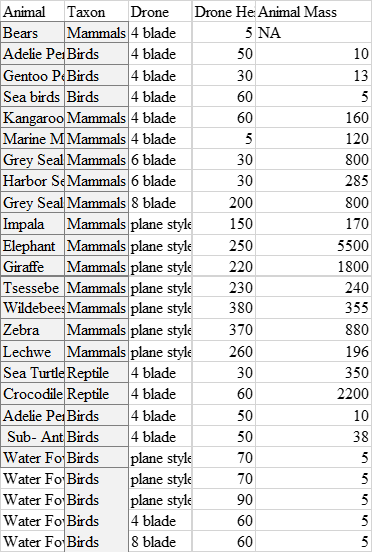 Animal Taxon Drone Drone He Animal Mass
Bears Mammals 4 blade 5 NA
Adelie Pe Birds 4 blade 50 10
Gentoo P Birds 4 blade 30 13
Sea birds Birds 4 blade 60 5
Kangaroo Mammals 4 blade 60 160
Marine M Mammals 4 blade 5 120
Grey Seal Mammals 6 blade 30 800
Harbor Se Mammals 6 blade 30 285
Grey Seal Mammals 8 blade 200 800
Impala Mammals plane style 150 170
Elephant Mammals plane style 250 5500
Giraffe Mammals plane style 220 1800
Tsessebe Mammals plane style 230 240
Wildebees Mammals plane style 380 355
Zebra Mammals plane style 370 880
Lechwe Mammals plane style 260 196
Sea Turtle Reptile 4 blade 30 350
Crocodile Reptile 4 blade 60 2200
Adelie Pe Birds 4 blade 50 10
Sub- Ant Birds 4 blade 50 38
Water Fo Birds plane style 70 5
Water Fo Birds plane style 70 5
Water Fo Birds plane style 90 5
Water Fo Birds 4 blade 60 5
Water Fo Birds 8 blade 60 5